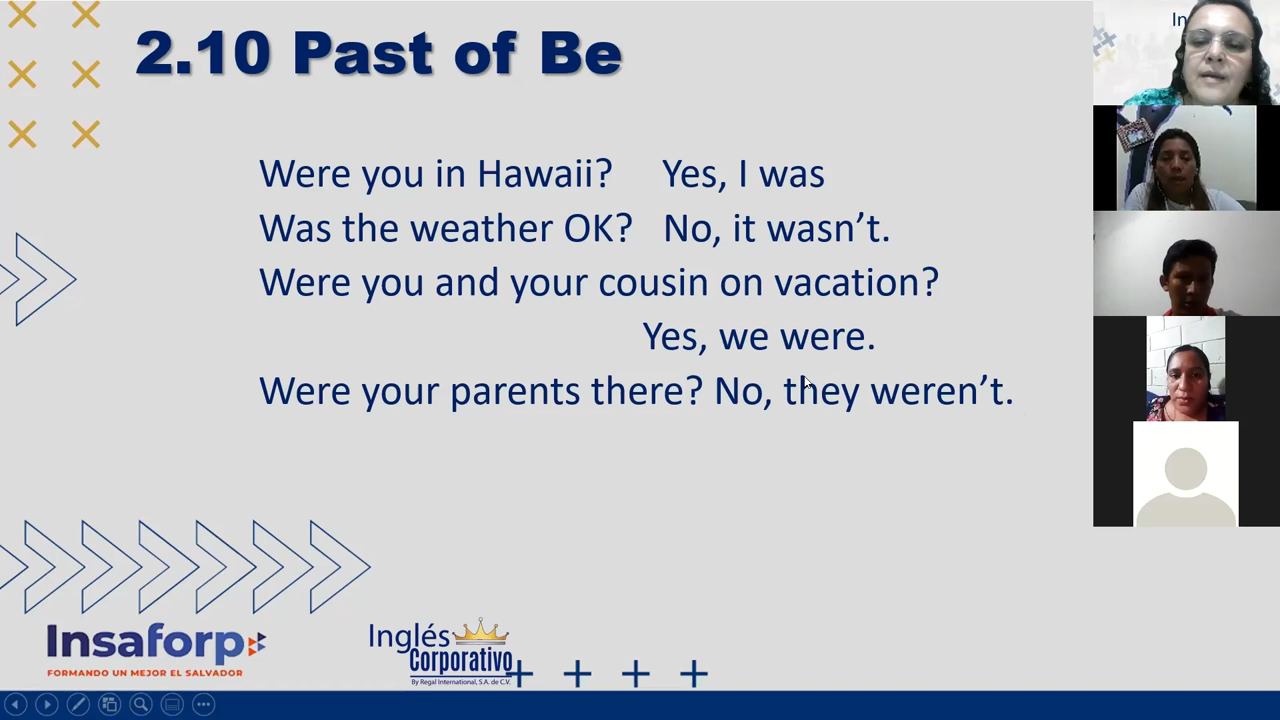 2.10 Past of Be
Were you in Hawaii? Yes, I was
Was the weather OK? No, it wasn't.
Were you and your cousin on vacation?
Yes, we were.
Were your parents there? No, they weren't.
Insaforp
FORMANDO UN MEJOR EL SALVADOR
Inglés
Corporativo
By Regal International, S.A. de C.V.